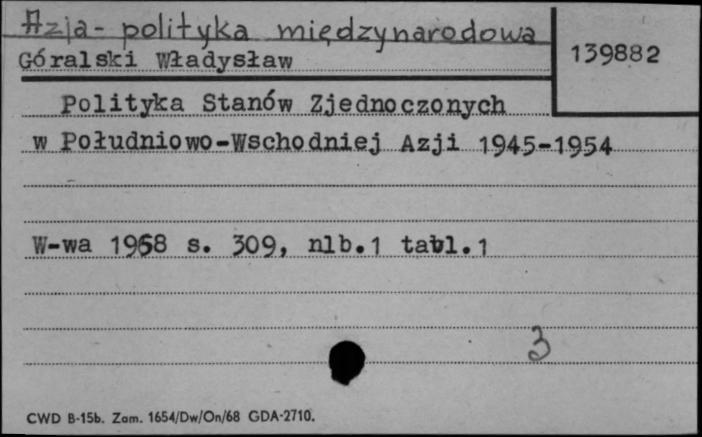 Azja - polityka międzynarodowa
139882
Góralski Władysław
Polityka Stanów Zjednoczonych
w Południowo-Wschodniej Azji 1945-1954
W-wa 1968 s. 309, nlb.1 tabl.1
3
CWD B-15b. Zam. 1654/Dw/On/68 GDA-2710.